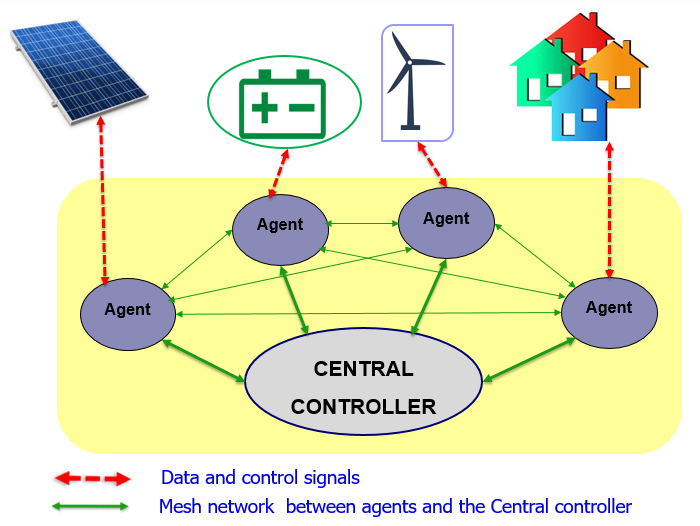 Agent
Agent
Agent
Agent
CENTRAL
CONTROLLER
Data and control signals
Mesh network between agents and the Central controller